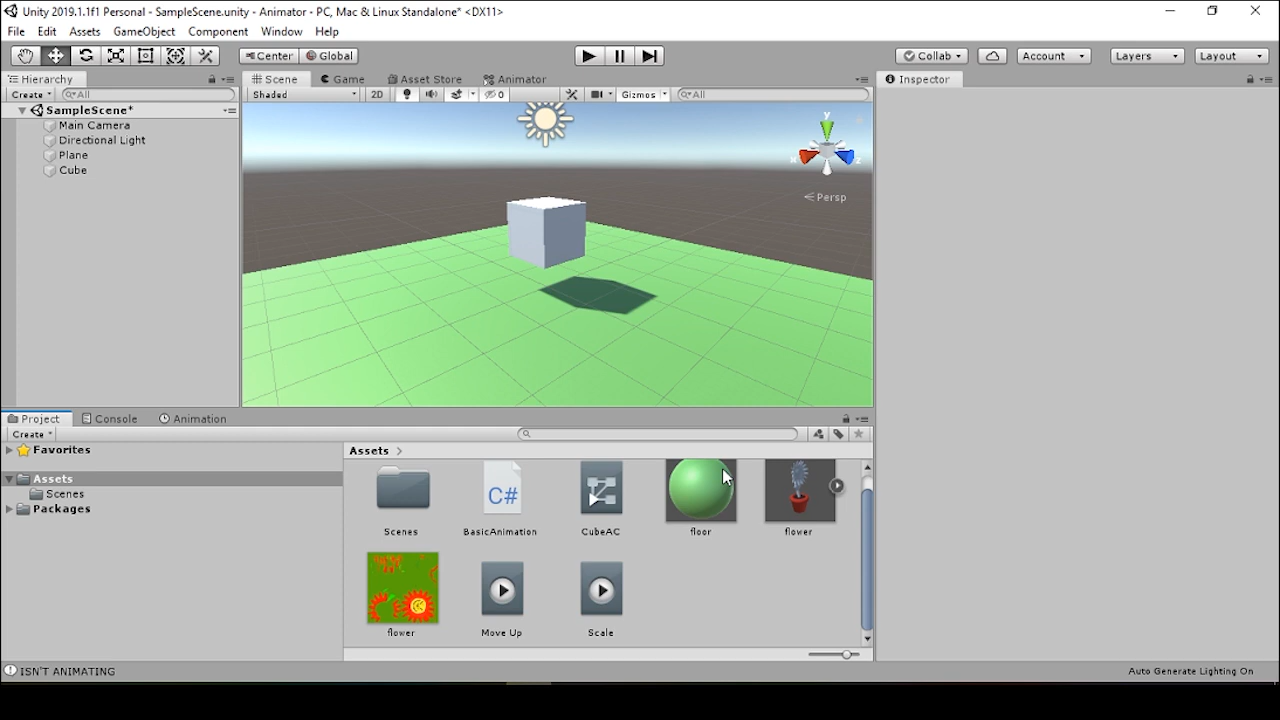 Unity 2019.1.1f1 Personal - SampleScene.unity - Animator - PC, Mac & Linux Standalone* <DX11>
File Edit Assets GameObject Component Window Help
Center Global Collab Account Layers Layout
Hierarchy Scene Game Asset Store Animator Inspector
Create All Shaded 2D 0 Gizmos All
SampleScene*
Main Camera
Directional Light
Plane
Cube
y
x z
Persp
Project Console Animation
Create
Favorites
Assets
Assets
Scenes
Packages
C#
Scenes BasicAnimation CubeAC floor flower
flower Move Up Scale
ISN'T ANIMATING Auto Generate Lighting On